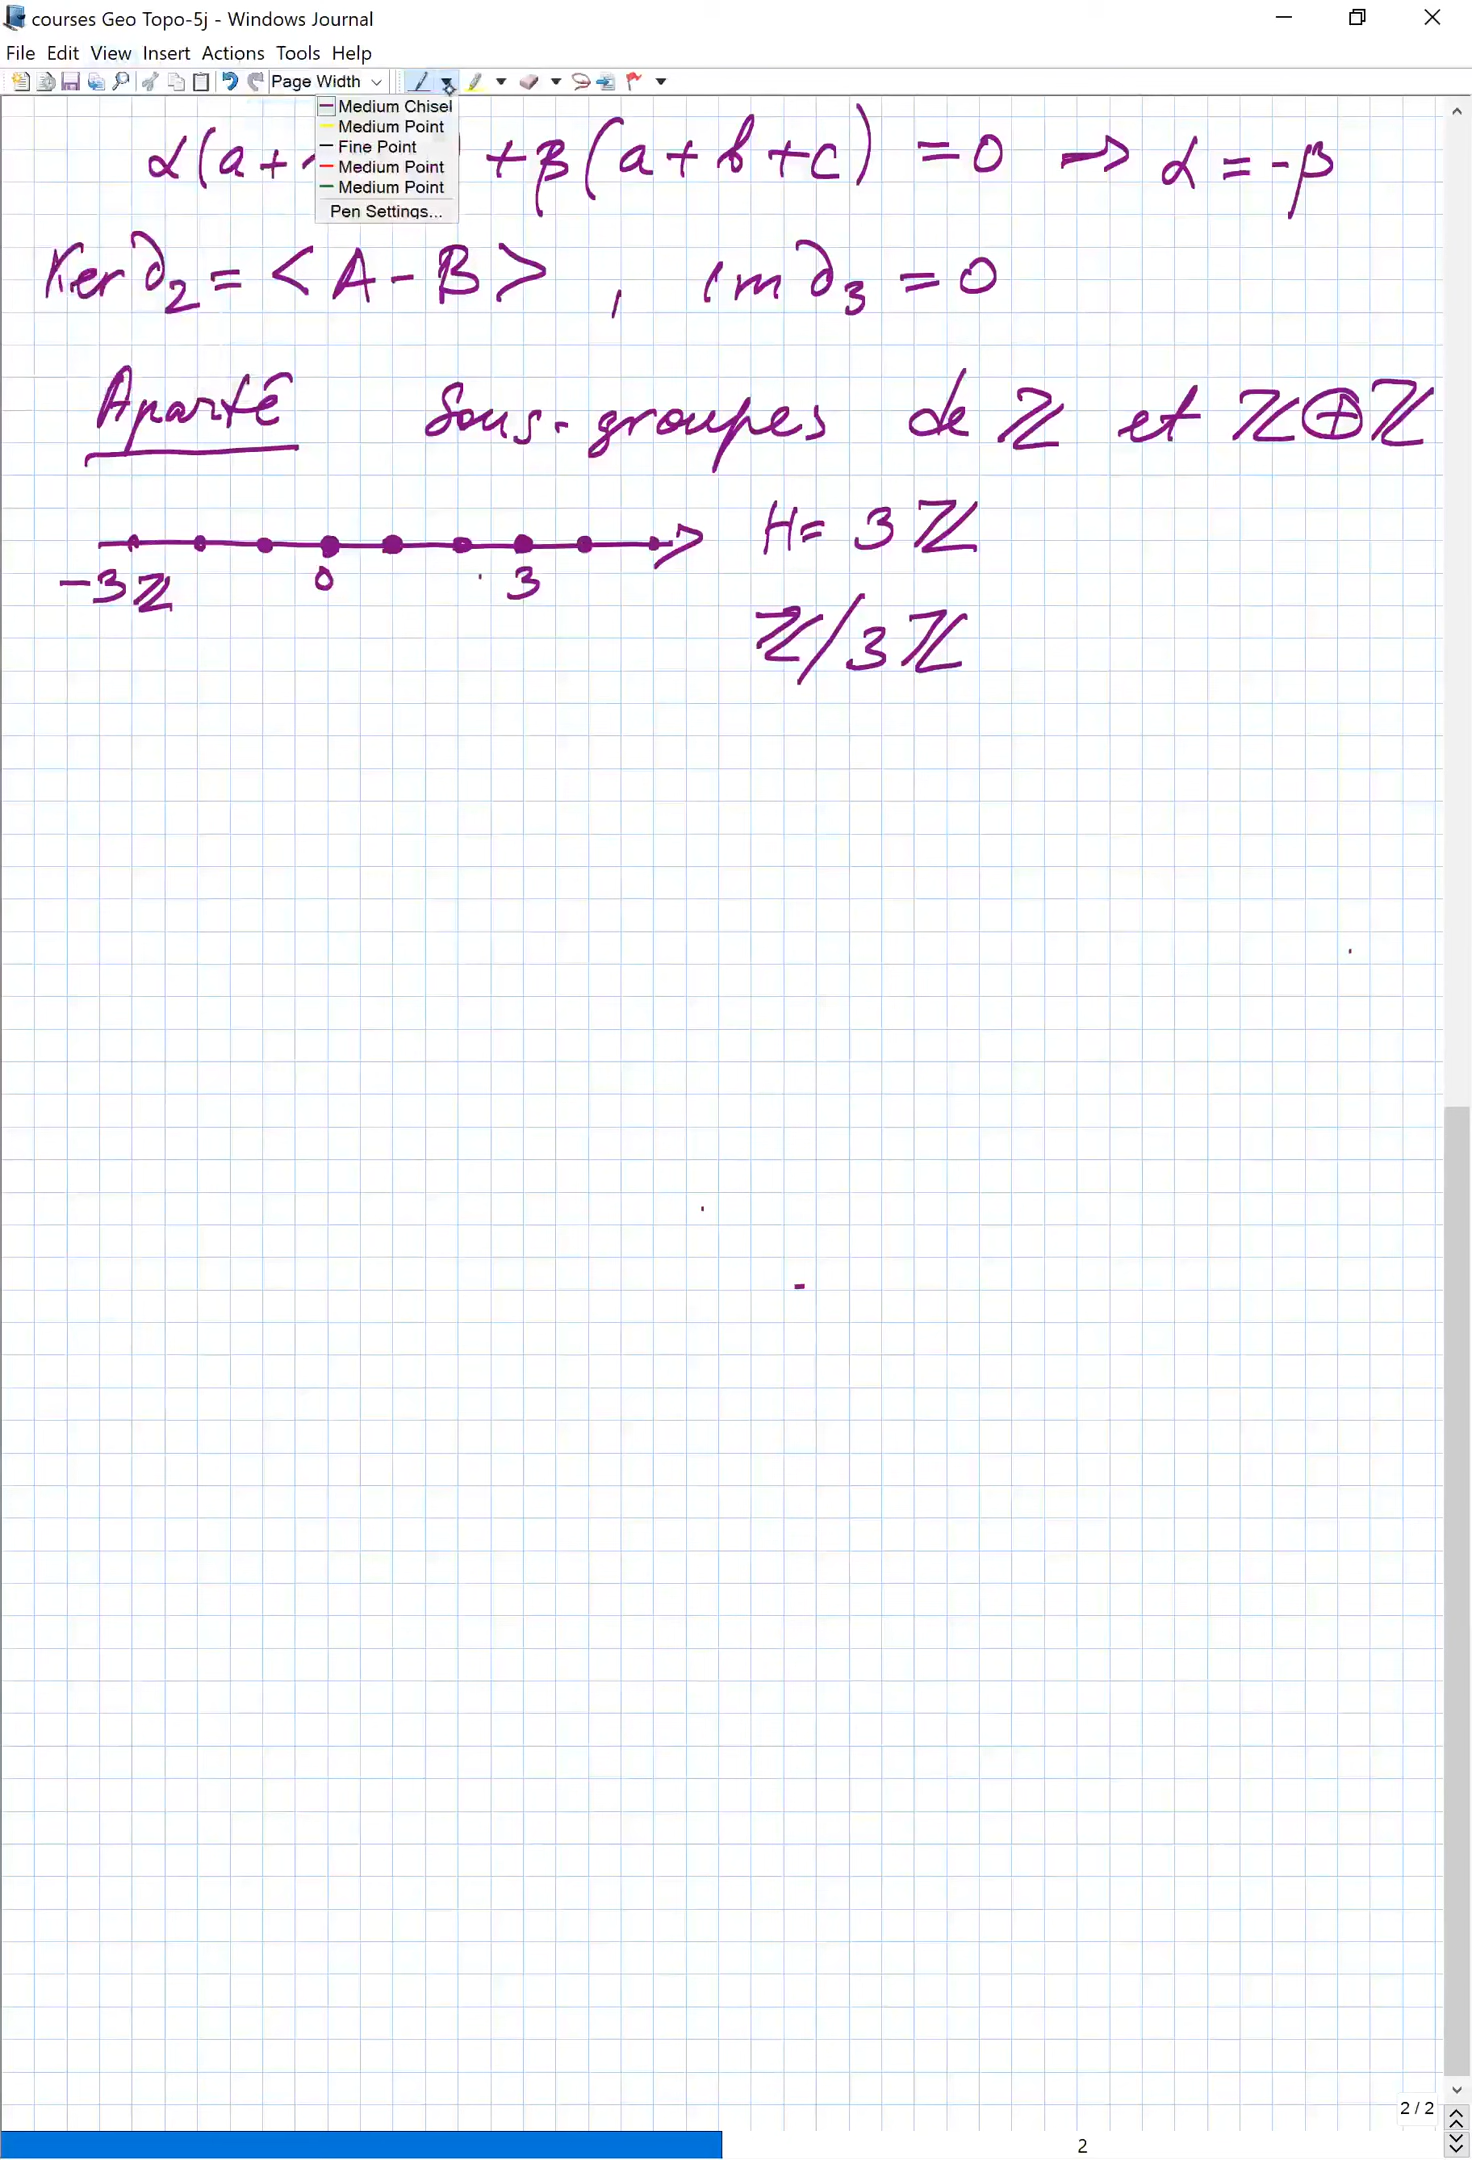 courses Geo Topo-5j - Windows Journal
File Edit View Insert Actions Tools Help
Page Width
Medium Chisel
Medium Point
Fine Point
Medium Point
Medium Point
Pen Settings...
α(a+ +β(a+b+c) =0 → α=-β
Ker ∂₂ = <A-B> , im ∂₃ = 0
Aparté Sous-groupes de ℤ et ℤ⊕ℤ
H= 3ℤ
-3ℤ 0 3
ℤ/3ℤ
2 / 2
2